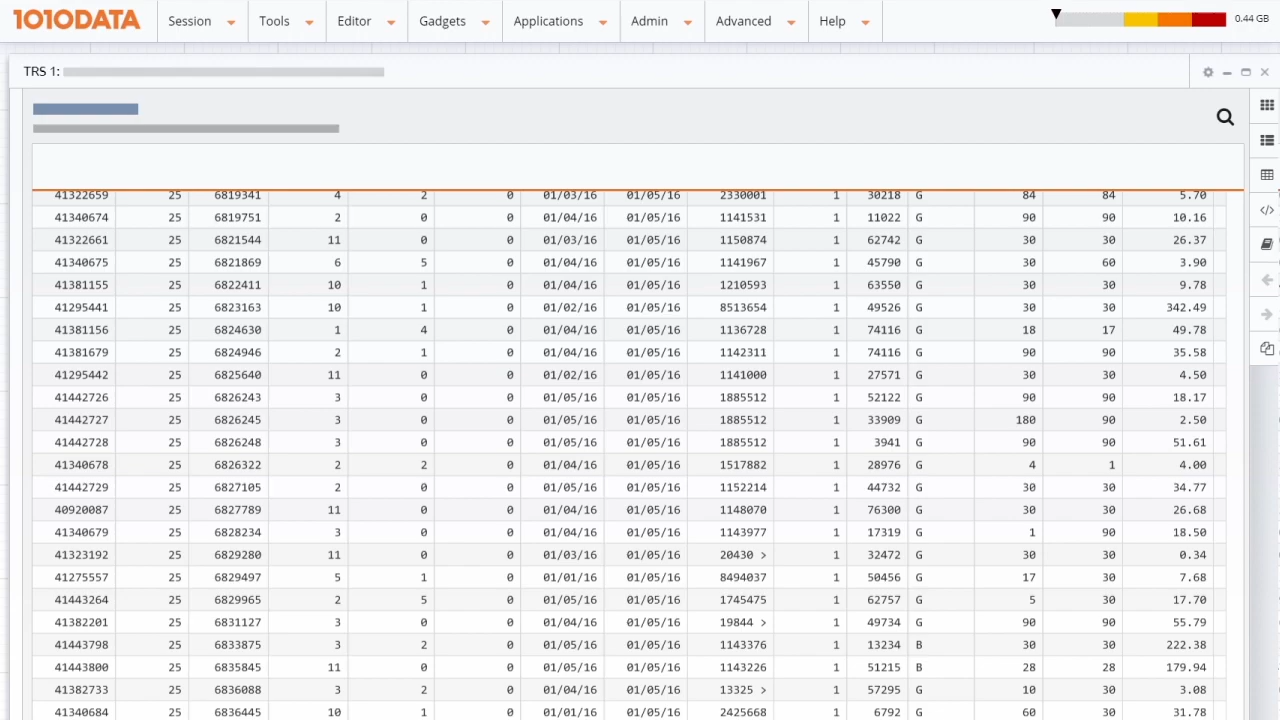 1010DATA Session Tools Editor Gadgets Applications Admin Advanced Help 0.44 GB
TRS 1:
41322659 25 6819341 4 2 0 01/03/16 01/05/16 2330001 1 30218 G 84 84 5.70
41340674 25 6819751 2 0 0 01/04/16 01/05/16 1141531 1 11022 G 90 90 10.16
41322661 25 6821544 11 0 0 01/03/16 01/05/16 1150874 1 62742 G 30 30 26.37
41340675 25 6821869 6 5 0 01/04/16 01/05/16 1141967 1 45790 G 30 60 3.90
41381155 25 6822411 10 1 0 01/04/16 01/05/16 1210593 1 63550 G 30 30 9.78
41295441 25 6823163 10 1 0 01/02/16 01/05/16 8513654 1 49526 G 30 30 342.49
41381156 25 6824630 1 4 0 01/04/16 01/05/16 1136728 1 74116 G 18 17 49.78
41381679 25 6824946 2 1 0 01/04/16 01/05/16 1142311 1 74116 G 90 90 35.58
41295442 25 6825640 11 0 0 01/02/16 01/05/16 1141000 1 27571 G 30 30 4.50
41442726 25 6826243 3 0 0 01/05/16 01/05/16 1885512 1 52122 G 90 90 18.17
41442727 25 6826245 3 0 0 01/05/16 01/05/16 1885512 1 33909 G 180 90 2.50
41442728 25 6826248 3 0 0 01/05/16 01/05/16 1885512 1 3941 G 90 90 51.61
41340678 25 6826322 2 2 0 01/04/16 01/05/16 1517882 1 28976 G 4 1 4.00
41442729 25 6827105 2 0 0 01/05/16 01/05/16 1152214 1 44732 G 30 30 34.77
40920087 25 6827789 11 0 0 01/04/16 01/05/16 1148070 1 76300 G 30 30 26.68
41340679 25 6828234 3 0 0 01/04/16 01/05/16 1143977 1 17319 G 1 90 18.50
41323192 25 6829280 11 0 0 01/03/16 01/05/16 20430 > 1 32472 G 30 30 0.34
41275557 25 6829497 5 1 0 01/01/16 01/05/16 8494037 1 50456 G 17 30 7.68
41443264 25 6829965 2 5 0 01/05/16 01/05/16 1745475 1 62757 G 5 30 17.70
41382201 25 6831127 3 0 0 01/04/16 01/05/16 19844 > 1 49734 G 90 90 55.79
41443798 25 6833875 3 2 0 01/05/16 01/05/16 1143376 1 13234 B 30 30 222.38
41443800 25 6835845 11 0 0 01/05/16 01/05/16 1143226 1 51215 B 28 28 179.94
41382733 25 6836088 3 2 0 01/04/16 01/05/16 13325 > 1 57295 G 10 30 3.08
41340684 25 6836445 10 1 0 01/01/16 01/05/16 2425668 1 6792 G 60 30 31.78